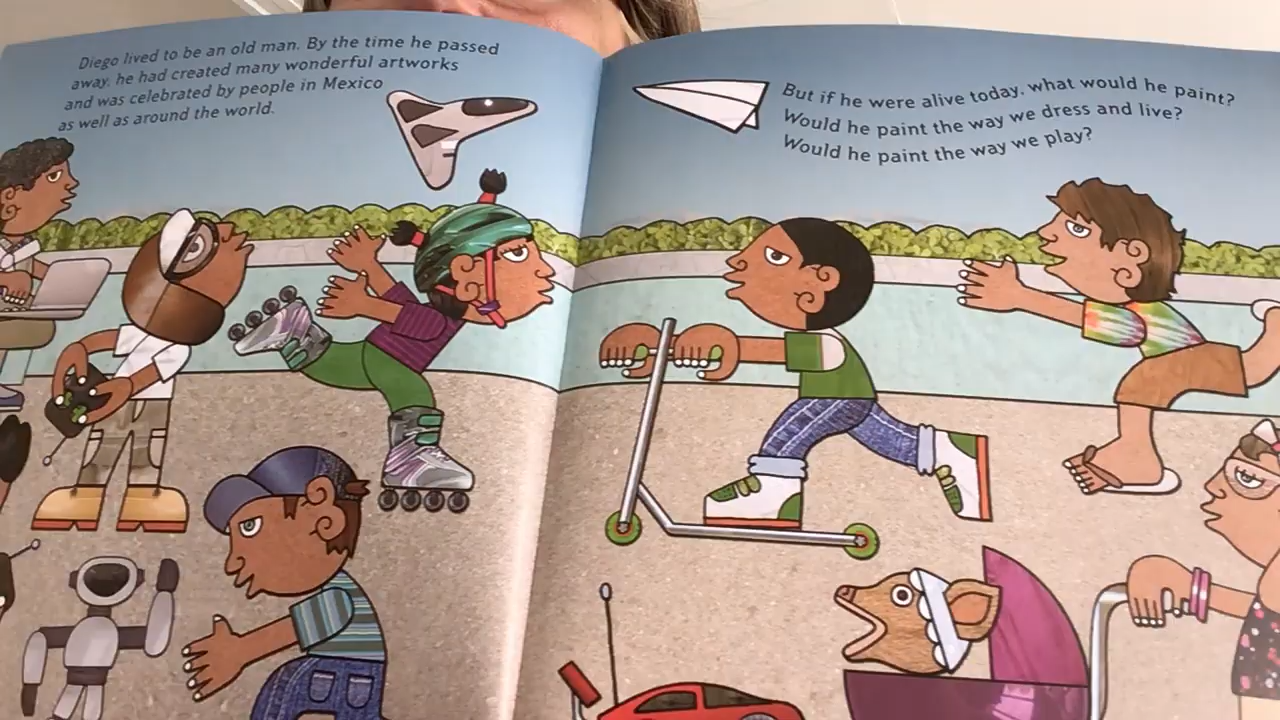 Diego lived to be an old man. By the time he passed
away, he had created many wonderful artworks
and was celebrated by people in Mexico
as well as around the world.
But if he were alive today, what would he paint?
Would he paint the way we dress and live?
Would he paint the way we play?